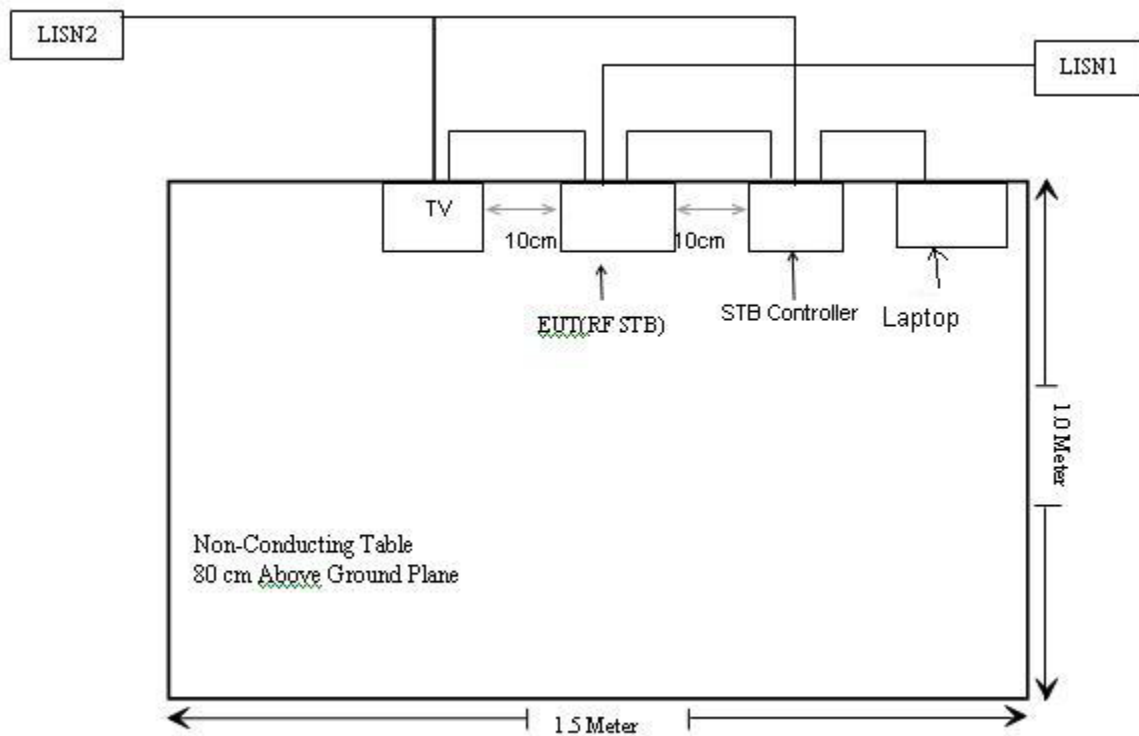 LISN2
LISN1
TV
10cm
10cm
EUT(RF STB)
STB Controller
Laptop
1.0 Meter
Non-Conducting Table
80 cm Above Ground Plane
1.5 Meter